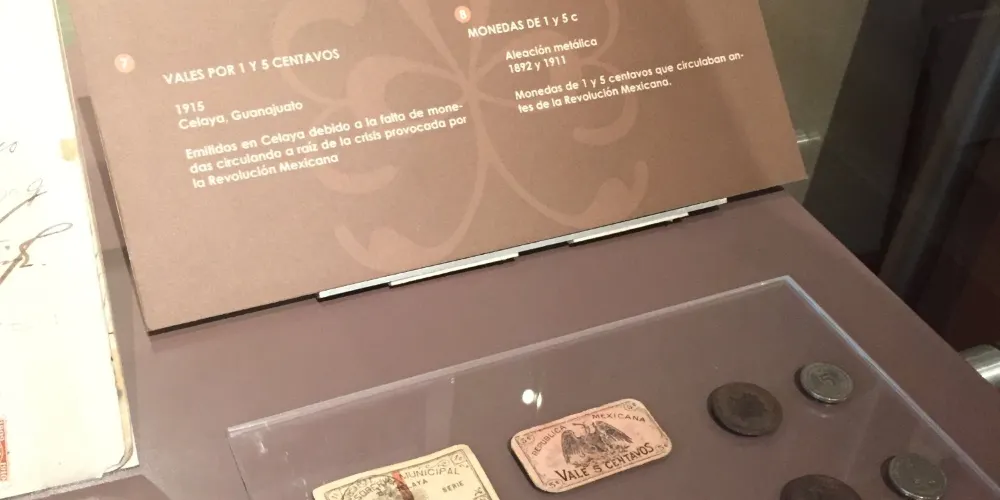 7
VALES POR 1 Y 5 CENTAVOS
1915
Celaya, Guanajuato
Emitidos en Celaya debido a la falta de mone-
das circulando a raíz de la crisis provocada por
la Revolución Mexicana
8
MONEDAS DE 1 y 5 c
Aleación metálica
1892 y 1911
Monedas de 1 y 5 centavos que circulaban an-
tes de la Revolución Mexicana.
REPUBLICA MEXICANA
VALE 5 CENTAVOS
MUNICIPAL
SERIE